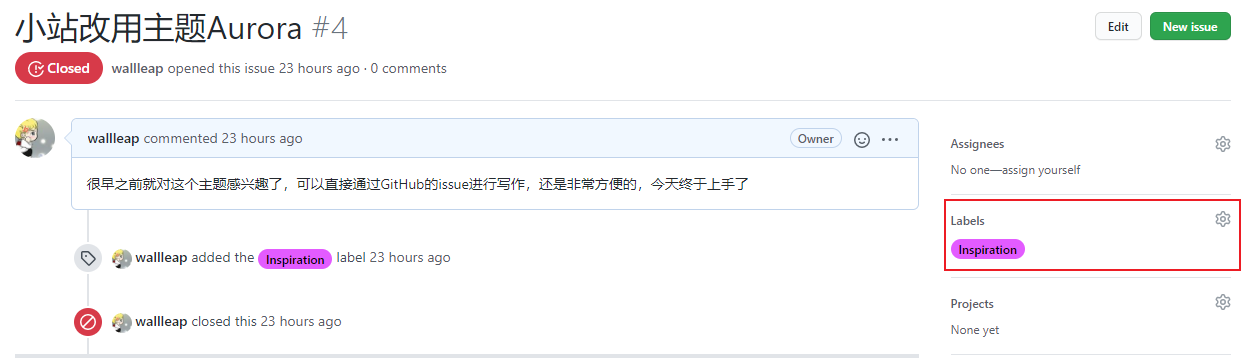 小站改用主题Aurora #4
Edit
New issue
Closed
wallleap opened this issue 23 hours ago · 0 comments
wallleap commented 23 hours ago
Owner
很早之前就对这个主题感兴趣了，可以直接通过GitHub的issue进行写作，还是非常方便的，今天终于上手了
wallleap added the Inspiration label 23 hours ago
wallleap closed this 23 hours ago
Assignees
No one—assign yourself
Labels
Inspiration
Projects
None yet